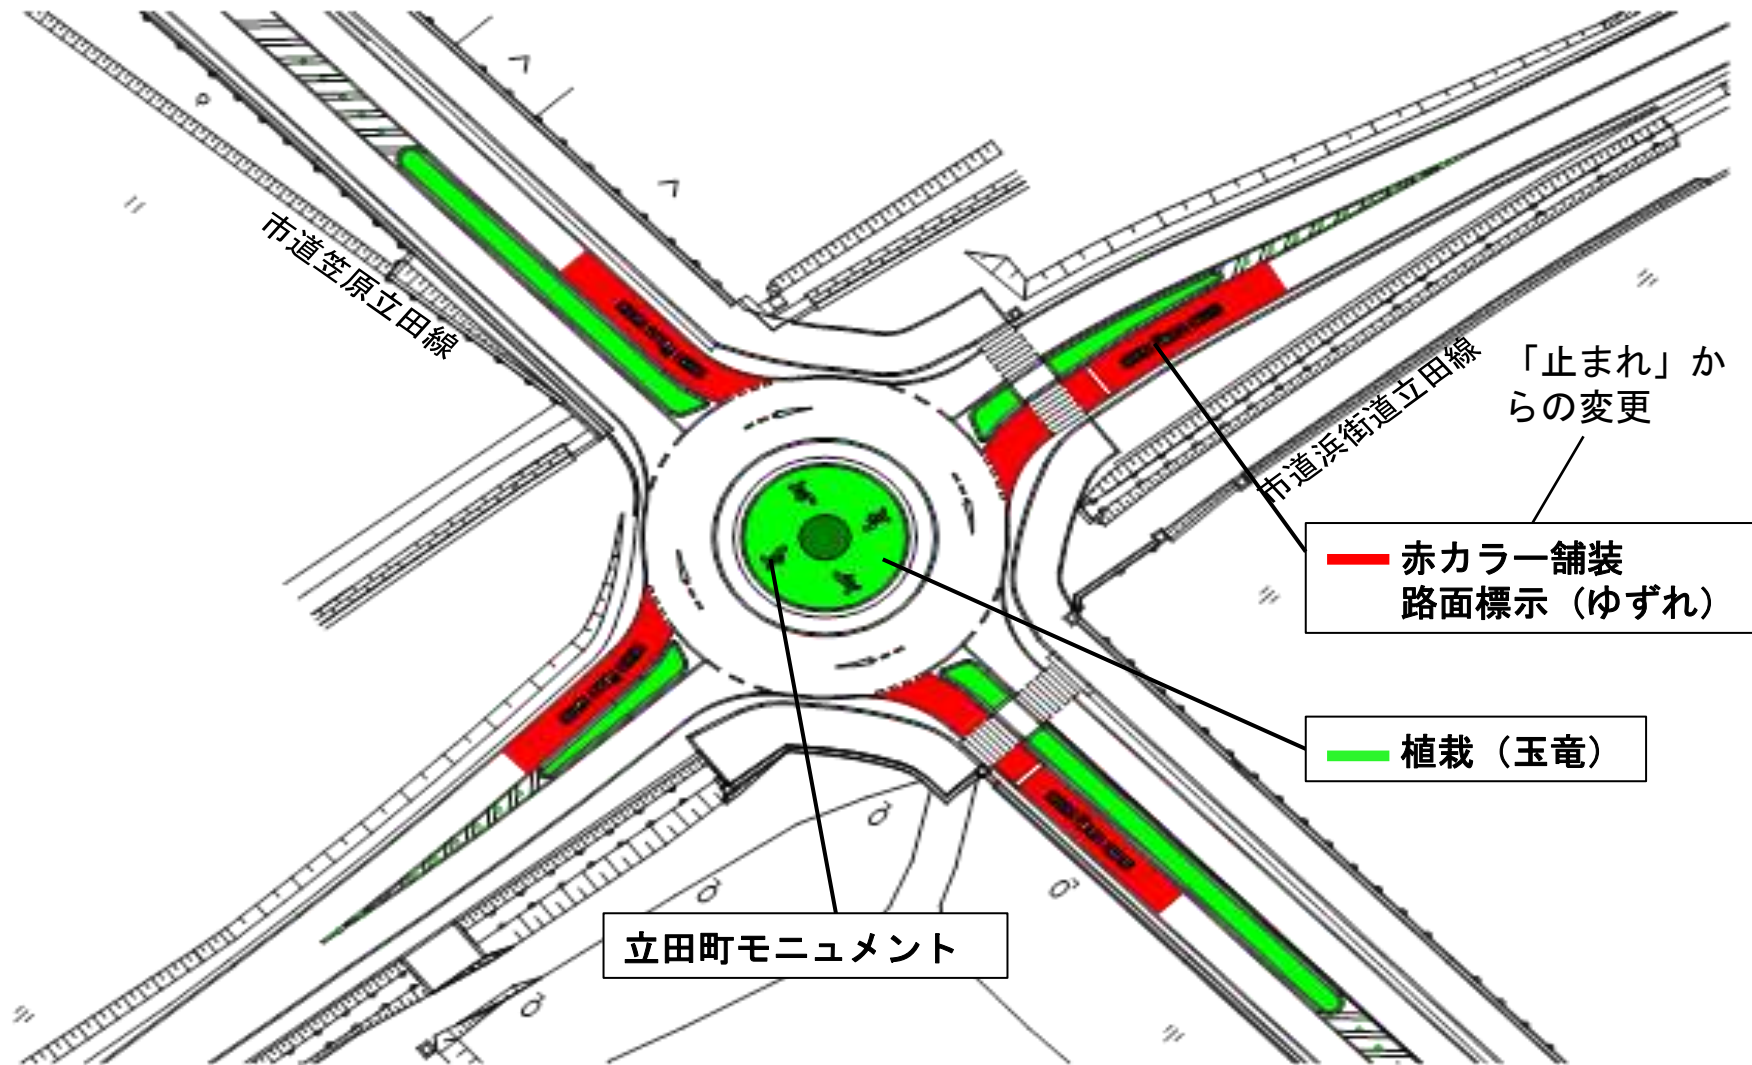 市道笠原立田線
市道浜街道立田線
「止まれ」か
らの変更
赤カラー舗装
路面標示（ゆずれ）
植栽（玉竜）
立田町モニュメント